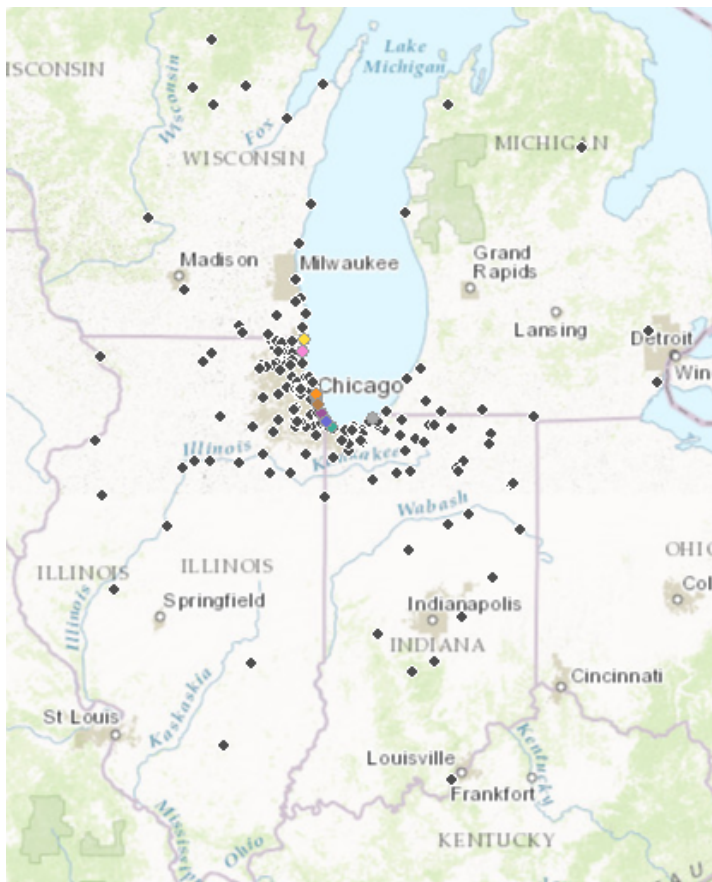 Lake
Michigan
ISCONSIN
Wisconsin
Fox
WISCONSIN
MICHIGAN
Madison
Milwaukee
Grand
Rapids
Lansing
Detroit
Win
Chicago
Illinois
Kankakee
Wabash
ILLINOIS
ILLINOIS
OHIO
Springfield
Indianapolis
Col
Illinois
INDIANA
Kaskaskia
Cincinnati
St Louis
Louisville
Kentucky
Frankfort
Mississip
Ohio
KENTUCKY
A U